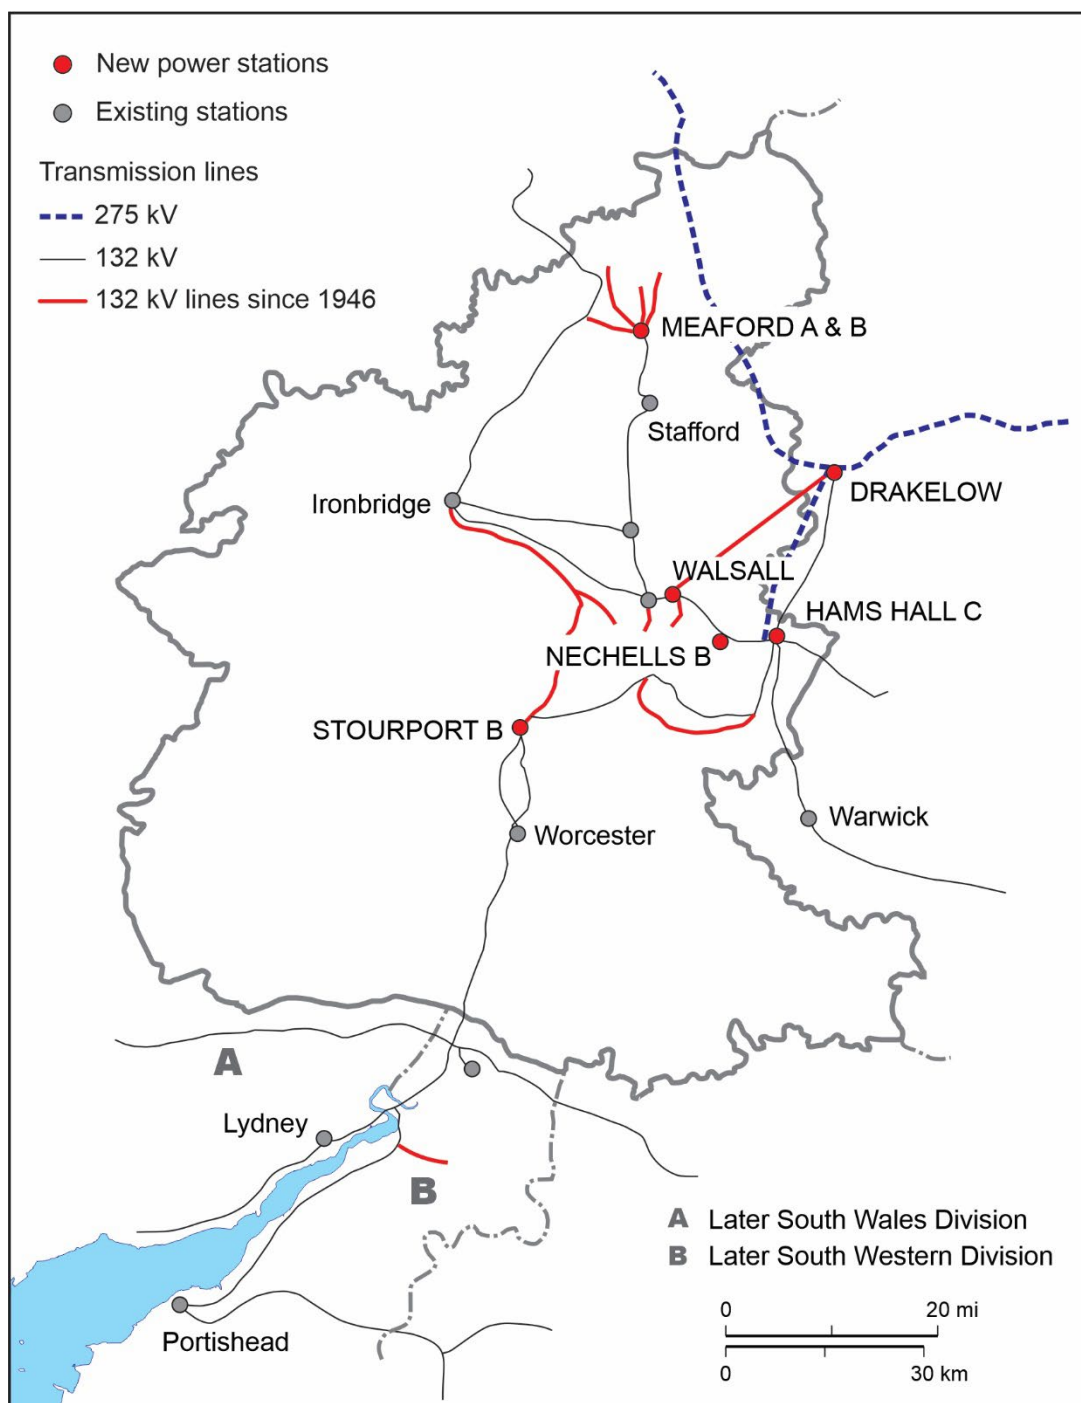 New power stations
Existing stations
Transmission lines
275 kV
132 kV
132 kV lines since 1946
MEAFORD A & B
Stafford
Ironbridge
DRAKELOW
WALSALL
HAMS HALL C
NECHELLS B
STOURPORT B
Warwick
Worcester
A
Lydney
B
A Later South Wales Division
B Later South Western Division
0 20 mi
0 30 km
Portishead